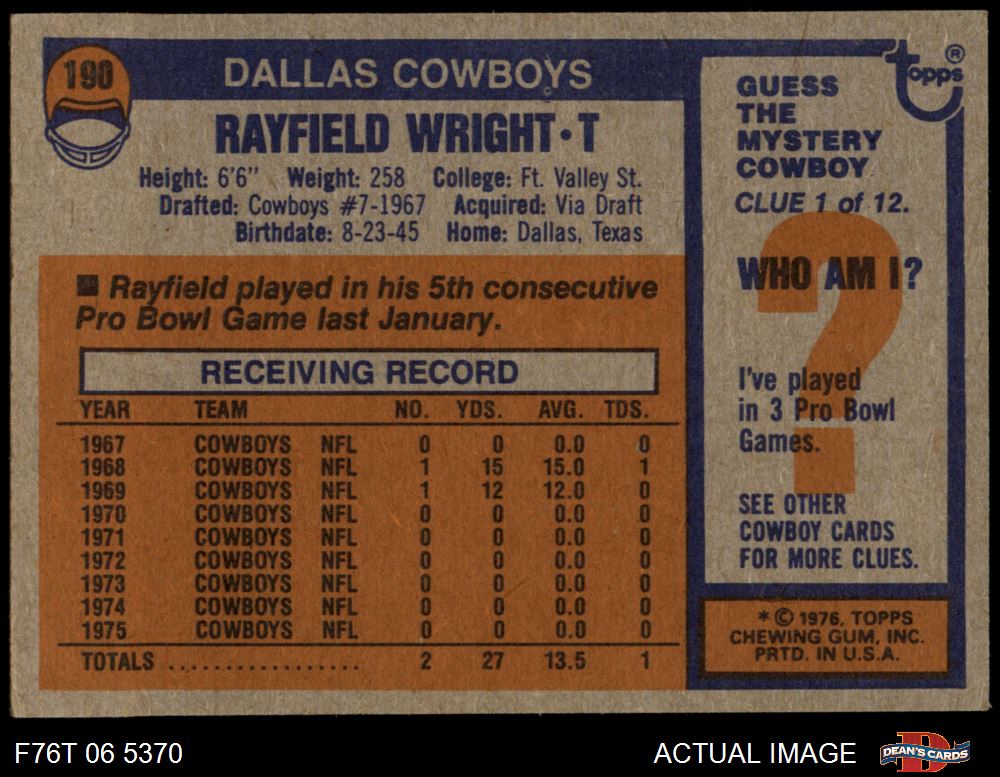 190
DALLAS COWBOYS
RAYFIELD WRIGHT • T
Height: 6'6" Weight: 258 College: Ft. Valley St.
Drafted: Cowboys #7-1967 Acquired: Via Draft
Birthdate: 8-23-45 Home: Dallas, Texas
■ Rayfield played in his 5th consecutive
Pro Bowl Game last January.
RECEIVING RECORD
YEAR TEAM NO. YDS. AVG. TDS.
1967 COWBOYS NFL 0 0 0.0 0
1968 COWBOYS NFL 1 15 15.0 1
1969 COWBOYS NFL 1 12 12.0 0
1970 COWBOYS NFL 0 0 0.0 0
1971 COWBOYS NFL 0 0 0.0 0
1972 COWBOYS NFL 0 0 0.0 0
1973 COWBOYS NFL 0 0 0.0 0
1974 COWBOYS NFL 0 0 0.0 0
1975 COWBOYS NFL 0 0 0.0 0
TOTALS .................. 2 27 13.5 1
topps ®
GUESS
THE
MYSTERY
COWBOY
CLUE 1 of 12.
?
WHO AM I?
I've played
in 3 Pro Bowl
Games.
SEE OTHER
COWBOY CARDS
FOR MORE CLUES.
* © 1976, TOPPS
CHEWING GUM, INC.
PRTD. IN U.S.A.
F76T 06 5370
ACTUAL IMAGE
D
DEAN'S CARDS